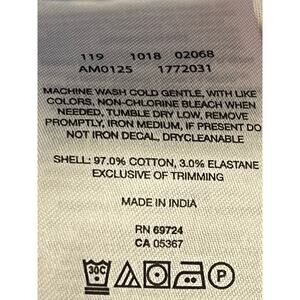 119 1018 0206B
AM0125 1772031
MACHINE WASH COLD GENTLE, WITH LIKE
COLORS, NON-CHLORINE BLEACH WHEN
NEEDED, TUMBLE DRY LOW, REMOVE
PROMPTLY, IRON MEDIUM, IF PRESENT DO
NOT IRON DECAL, DRYCLEANABLE
SHELL: 97.0% COTTON, 3.0% ELASTANE
EXCLUSIVE OF TRIMMING
MADE IN INDIA
RN 69724
CA 05367
30C